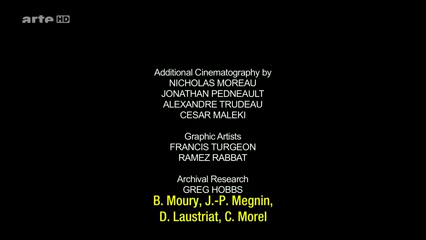 arte HD
Additional Cinematography by
NICHOLAS MOREAU
JONATHAN PEDNEAULT
ALEXANDRE TRUDEAU
CESAR MALEKI
Graphic Artists
FRANCIS TURGEON
RAMEZ RABBAT
Archival Research
GREG HOBBS
B. Moury, J.-P. Megnin,
D. Laustriat, C. Morel